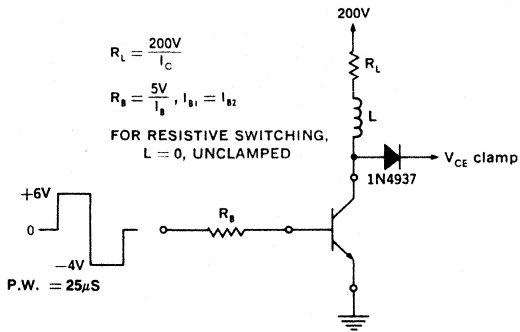 200V
R_L = 200V / I_C
R_L
R_B = 5V / I_B , I_B1 = I_B2
L
FOR RESISTIVE SWITCHING,
L = 0, UNCLAMPED
V_CE clamp
1N4937
+6V
R_B
0
−4V
P.W. = 25μS